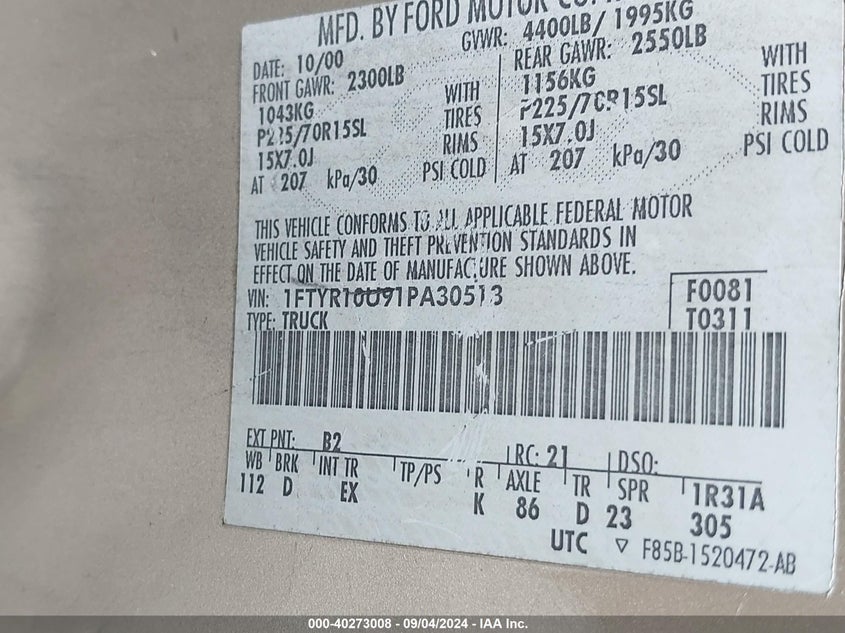 MFD. BY FORD MOTOR CO.
DATE: 10/00 GVWR: 4400LB/ 1995KG
FRONT GAWR: 2300LB REAR GAWR: 2550LB
1043KG WITH 1156KG WITH
P225/70R15SL TIRES P225/70R15SL TIRES
15X7.0J RIMS 15X7.0J RIMS
AT 207 kPa/30 PSI COLD AT 207 kPa/30 PSI COLD
THIS VEHICLE CONFORMS TO ALL APPLICABLE FEDERAL MOTOR
VEHICLE SAFETY AND THEFT PREVENTION STANDARDS IN
EFFECT ON THE DATE OF MANUFACTURE SHOWN ABOVE.
VIN: 1FTYR10U91PA30513 F0081
TYPE: TRUCK T0311
EXT PNT: B2 RC: 21 DSO:
WB BRK INT TR TP/PS R AXLE TR SPR 1R31A
112 D EX K 86 D 23 305
UTC ▽ F85B-1520472-AB
000-40273008 - 09/04/2024 - IAA Inc.